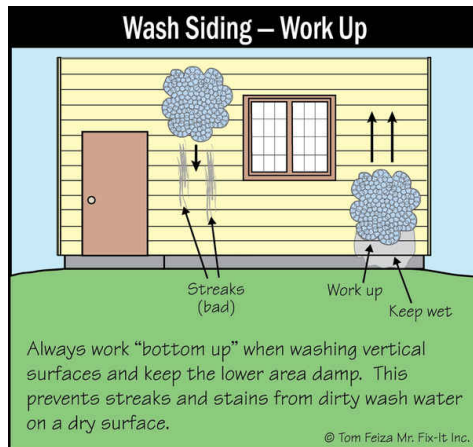 Wash Siding – Work Up
Streaks
(bad)
Work up
Keep wet
Always work "bottom up" when washing vertical
surfaces and keep the lower area damp. This
prevents streaks and stains from dirty wash water
on a dry surface.
© Tom Feiza Mr. Fix-It Inc.